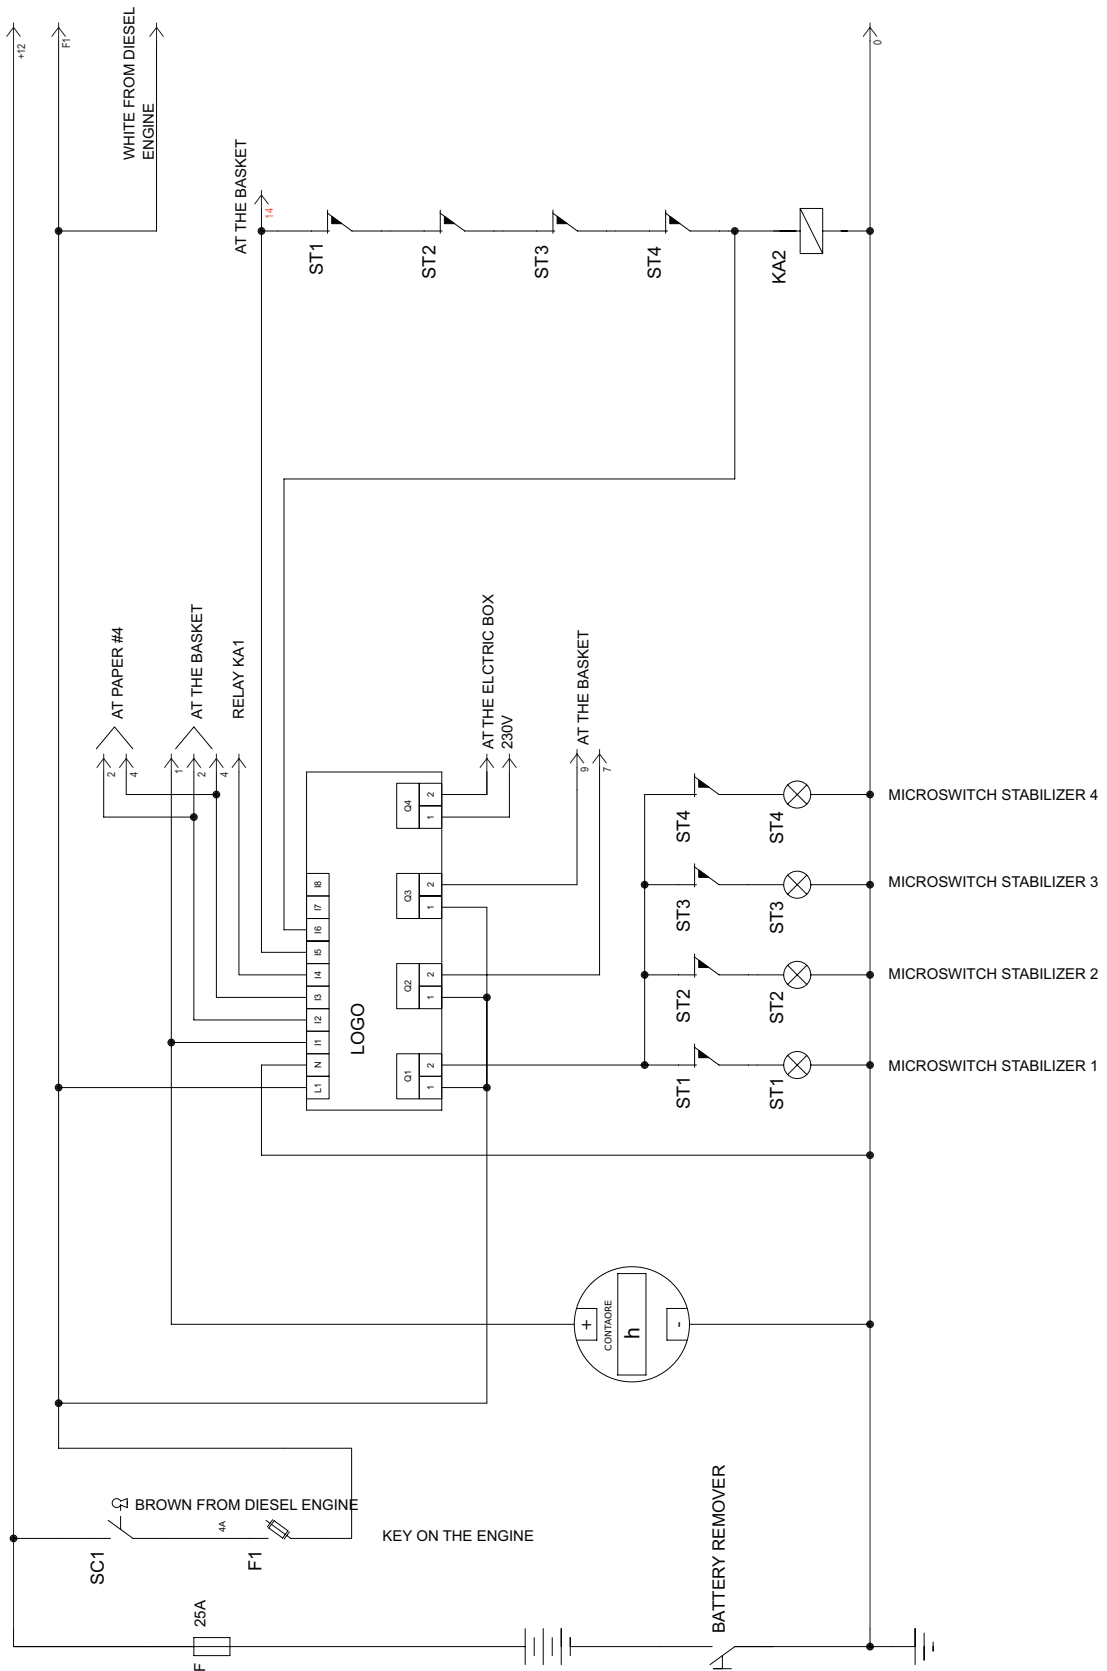 +12
F1
WHITE FROM DIESEL
ENGINE
0
AT THE BASKET
14
ST1
ST2
ST3
ST4
KA2
AT PAPER #4
2
4
AT THE BASKET
1
2
4
RELAY KA1
AT THE ELCTRIC BOX
230V
AT THE BASKET
9
7
LOGO
L1
N
I1
I2
I3
I4
I5
I6
I7
I8
Q1
1
2
Q2
1
2
Q3
1
2
Q4
1
2
ST4
ST4
MICROSWITCH STABILIZER 4
ST3
ST3
MICROSWITCH STABILIZER 3
ST2
ST2
MICROSWITCH STABILIZER 2
ST1
ST1
MICROSWITCH STABILIZER 1
+
CONTAORE
h
-
BROWN FROM DIESEL ENGINE
SC1
4A
F1
KEY ON THE ENGINE
F
25A
BATTERY REMOVER